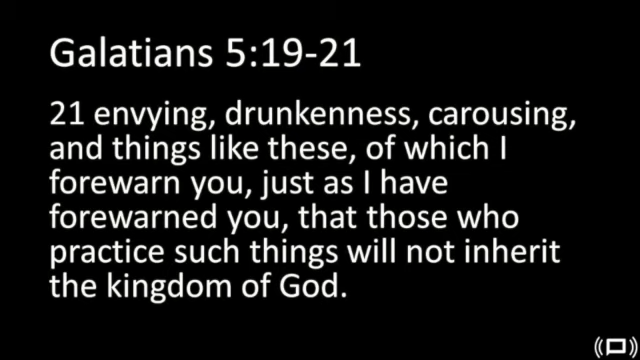 Galatians 5:19-21
21 envying, drunkenness, carousing,
and things like these, of which I
forewarn you, just as I have
forewarned you, that those who
practice such things will not inherit
the kingdom of God.